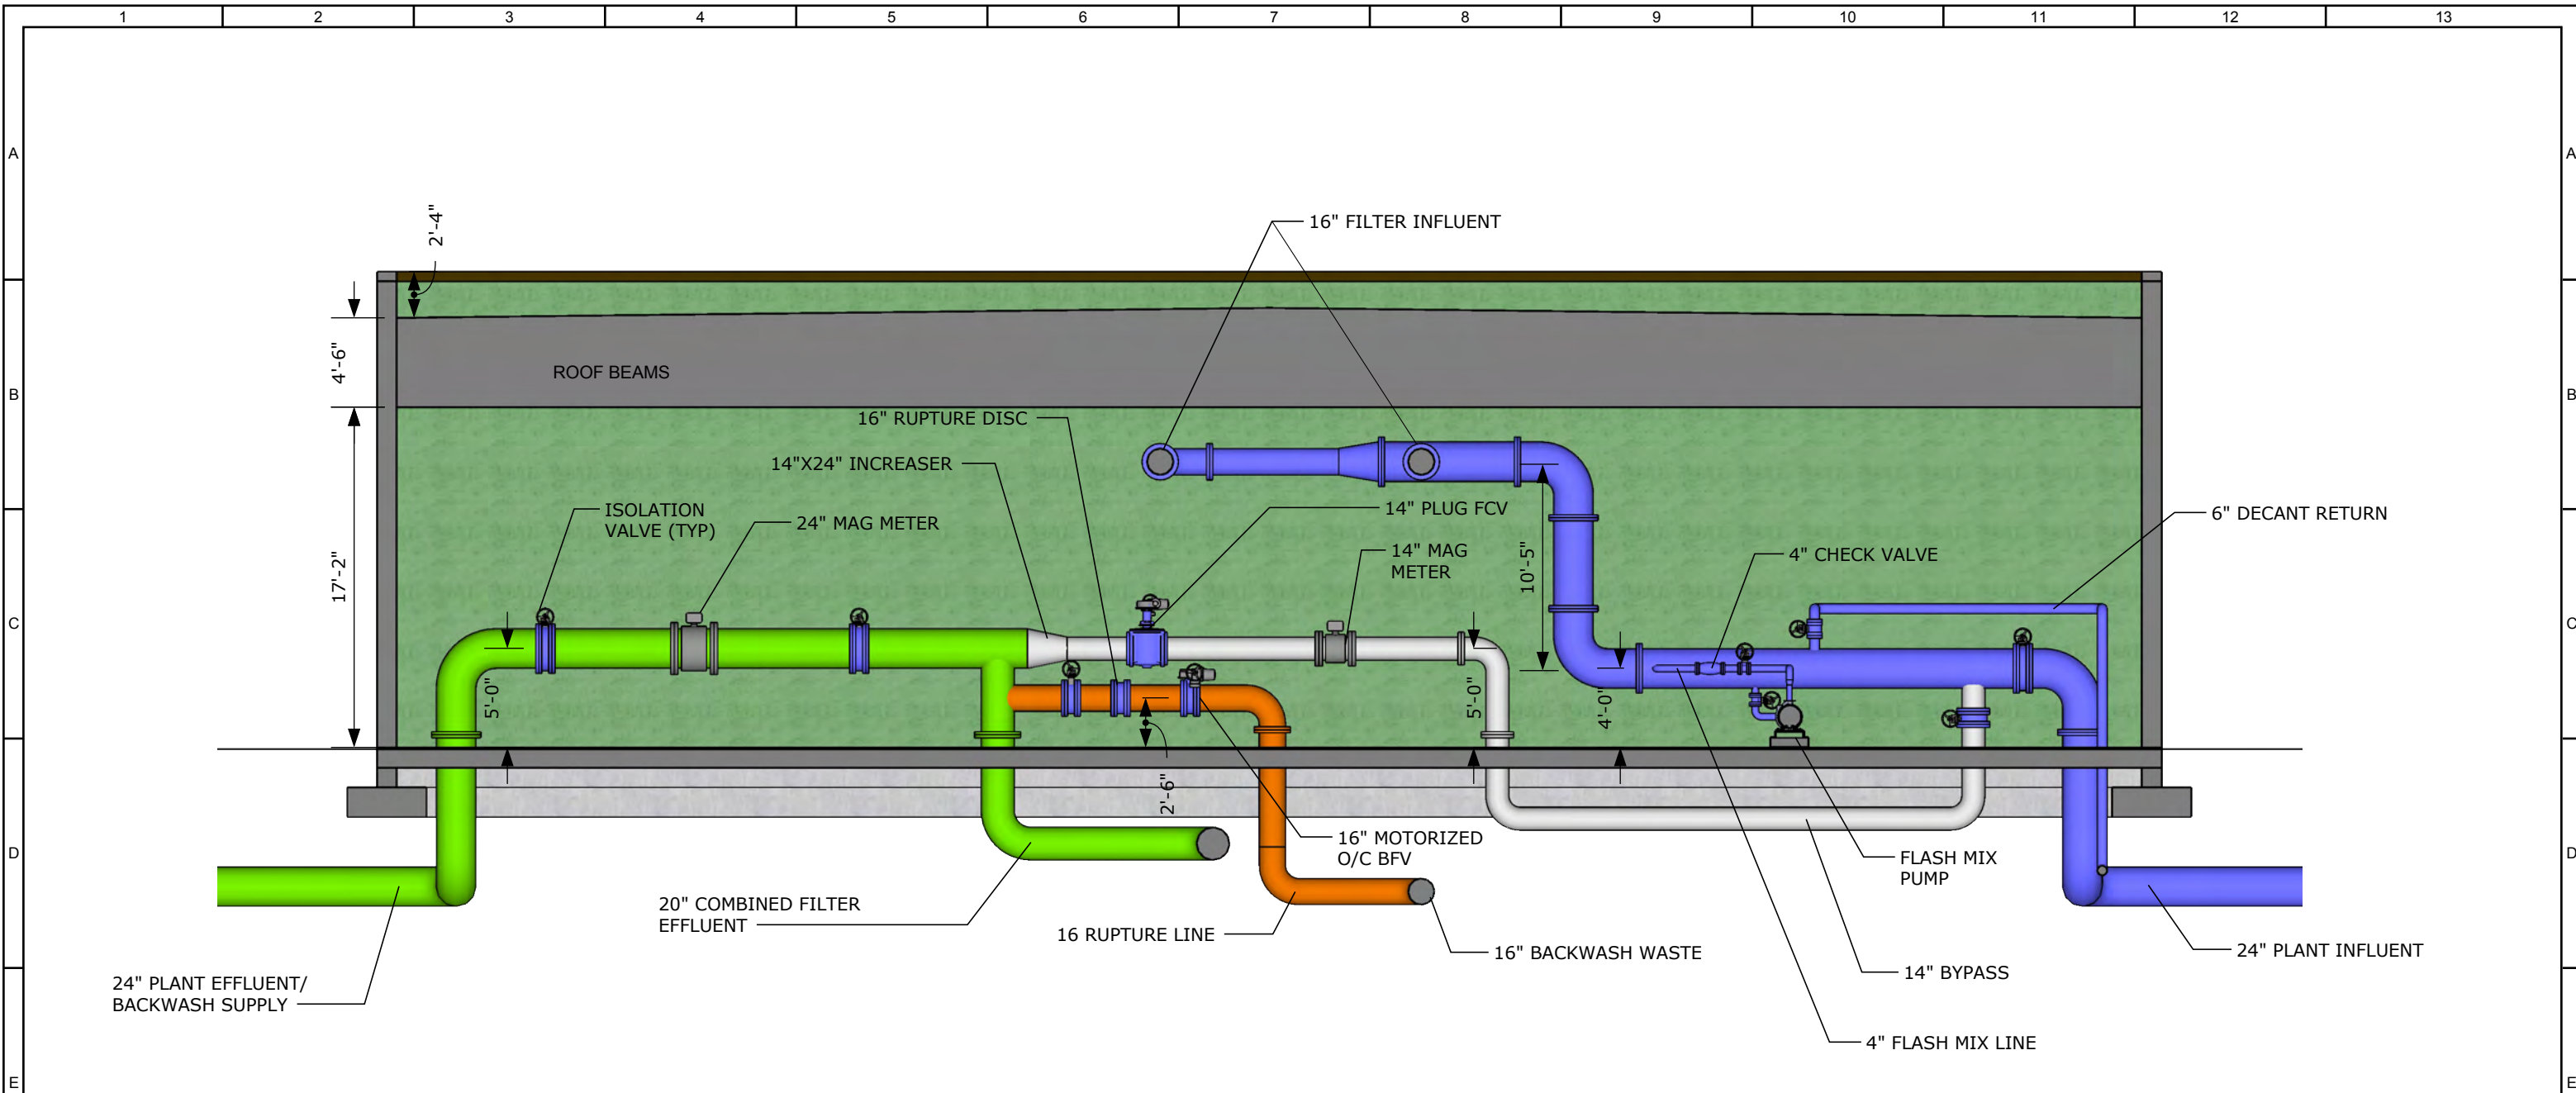 1 2 3 4 5 6 7 8 9 10 11 12 13
A A
2'-4"
16" FILTER INFLUENT
4'-6"
ROOF BEAMS
B B
16" RUPTURE DISC
14"X24" INCREASER
ISOLATION
VALVE (TYP)
24" MAG METER
14" PLUG FCV
14" MAG
METER
10'-5"
4" CHECK VALVE
6" DECANT RETURN
17'-2"
C C
5'-0"
5'-0"
4'-0"
2'-6"
16" MOTORIZED
O/C BFV
FLASH MIX
PUMP
D D
20" COMBINED FILTER
EFFLUENT
16 RUPTURE LINE
16" BACKWASH WASTE
24" PLANT INFLUENT
14" BYPASS
24" PLANT EFFLUENT/
BACKWASH SUPPLY
4" FLASH MIX LINE
E E